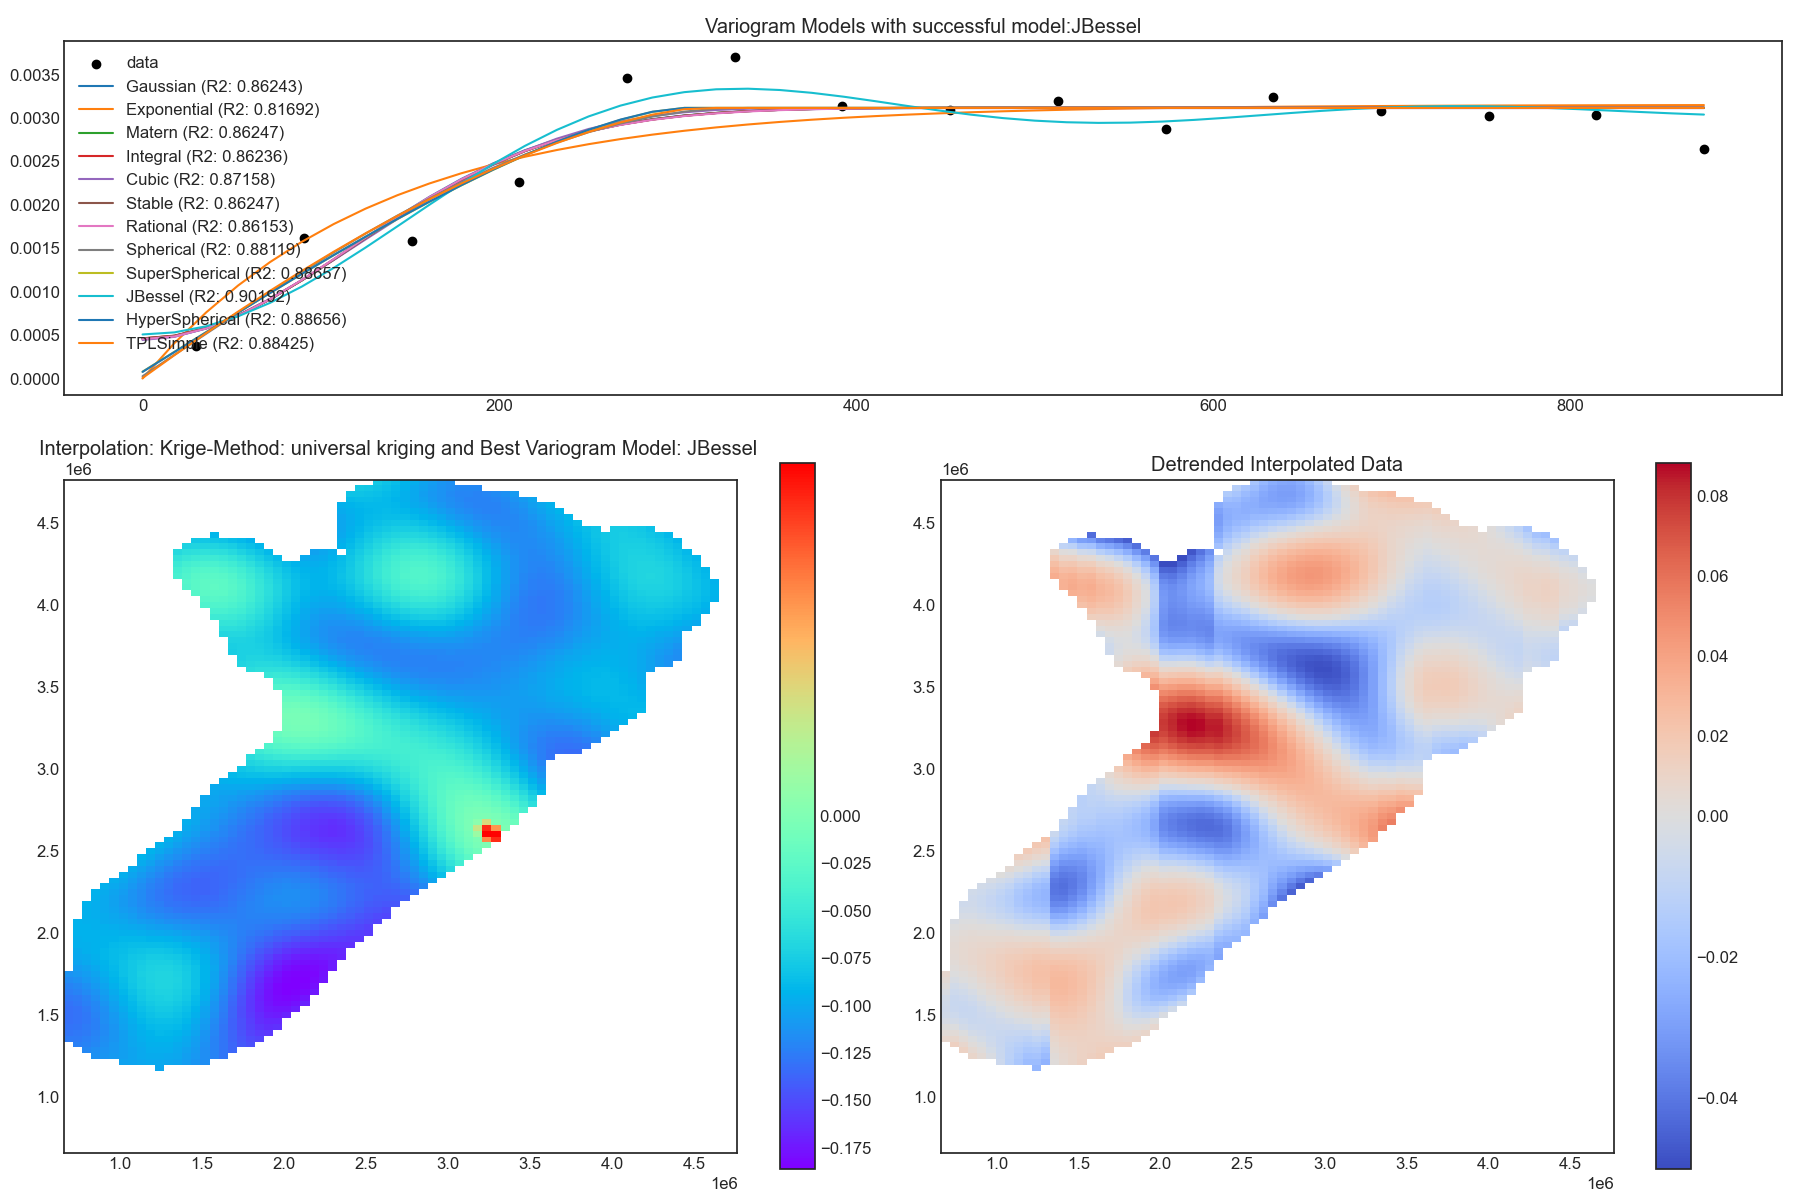 Variogram Models with successful model:JBessel
0.0035
0.0030
0.0025
0.0020
0.0015
0.0010
0.0005
0.0000
data
Gaussian (R2: 0.86243)
Exponential (R2: 0.81692)
Matern (R2: 0.86247)
Integral (R2: 0.86236)
Cubic (R2: 0.87158)
Stable (R2: 0.86247)
Rational (R2: 0.86153)
Spherical (R2: 0.88119)
SuperSpherical (R2: 0.88657)
JBessel (R2: 0.90192)
HyperSpherical (R2: 0.88656)
TPLSimple (R2: 0.88425)
0 200 400 600 800
Interpolation: Krige-Method: universal kriging and Best Variogram Model: JBessel
1e6
4.5
4.0
3.5
3.0
2.5
2.0
1.5
1.0
1.0 1.5 2.0 2.5 3.0 3.5 4.0 4.5
1e6
0.000
−0.025
−0.050
−0.075
−0.100
−0.125
−0.150
−0.175
Detrended Interpolated Data
1e6
4.5
4.0
3.5
3.0
2.5
2.0
1.5
1.0
1.0 1.5 2.0 2.5 3.0 3.5 4.0 4.5
1e6
0.08
0.06
0.04
0.02
0.00
−0.02
−0.04